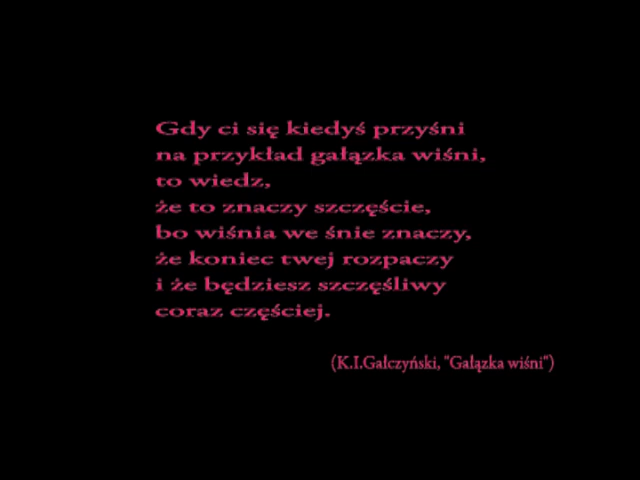 Gdy ci się kiedyś przyśni
na przykład gałązka wiśni,
to wiedz,
że to znaczy szczęście,
bo wiśnia we śnie znaczy,
że koniec twej rozpaczy
i że będziesz szczęśliwy
coraz częściej.
(K.I.Gałczyński, "Gałązka wiśni")